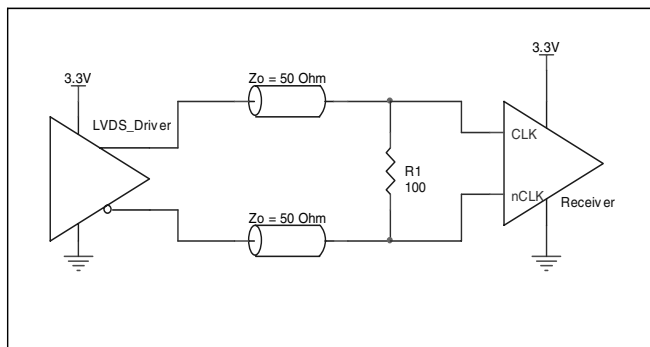 Zo = 50 Ohm
3.3V
3.3V
LVDS_Driver
CLK
R1
100
nCLK
Receiver
Zo = 50 Ohm